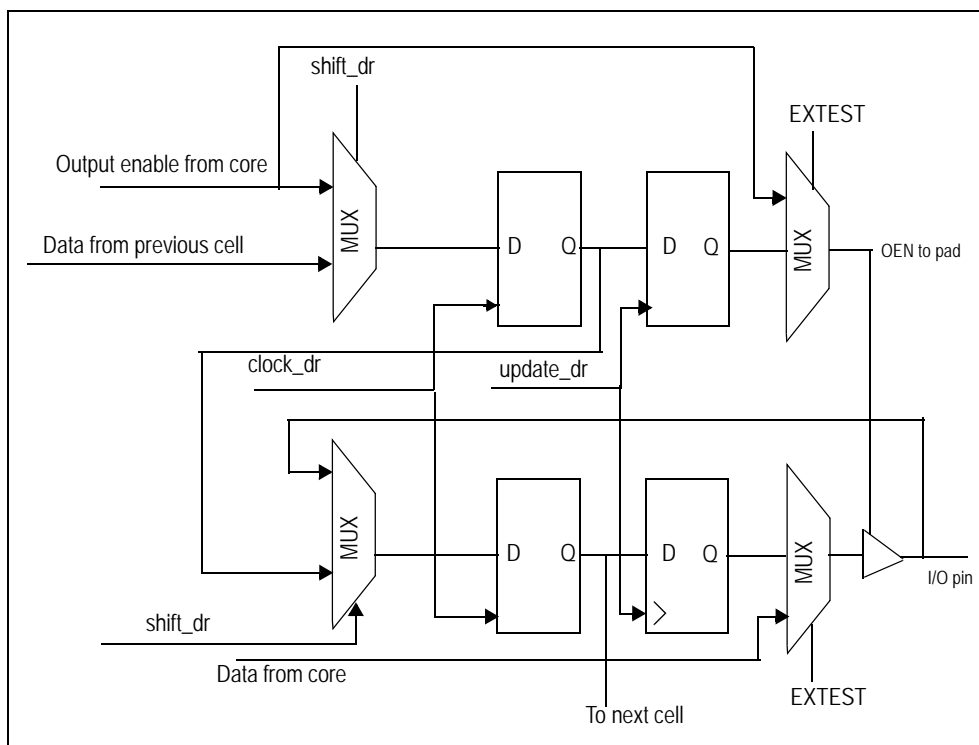 shift_dr
EXTEST
Output enable from core
MUX
MUX
Data from previous cell
D Q
D Q
OEN to pad
clock_dr
update_dr
MUX
MUX
D Q
D Q
I/O pin
shift_dr
Data from core
EXTEST
To next cell